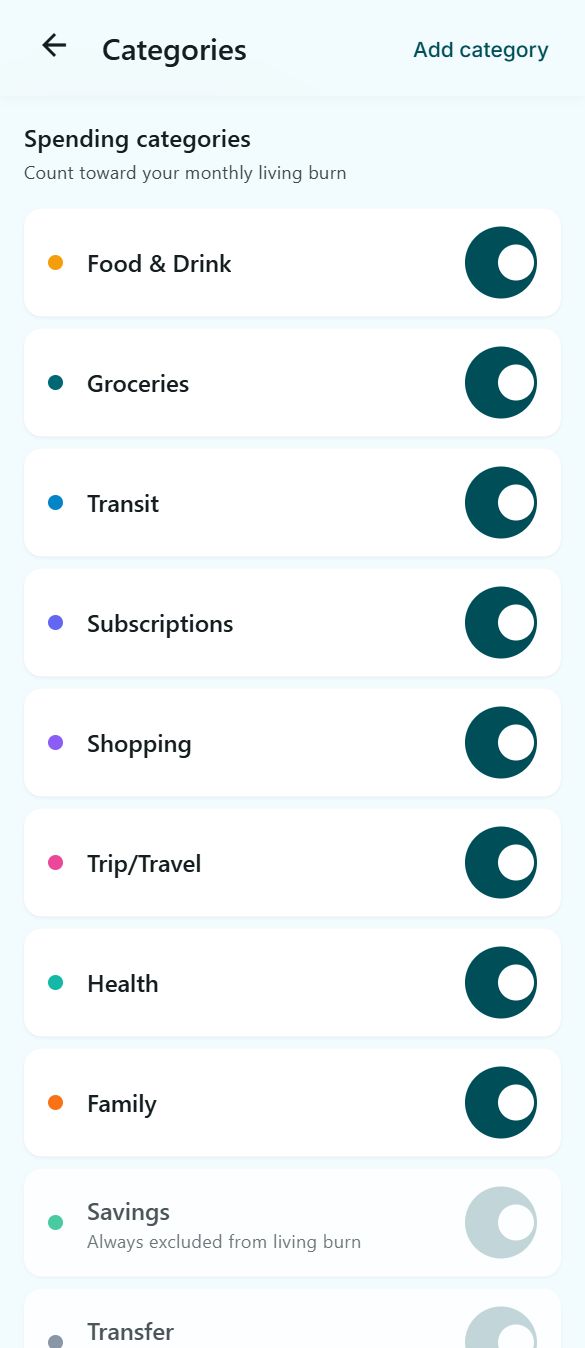 Categories
Add category
Spending categories
Count toward your monthly living burn
Food & Drink
Groceries
Transit
Subscriptions
Shopping
Trip/Travel
Health
Family
Savings
Always excluded from living burn
Transfer